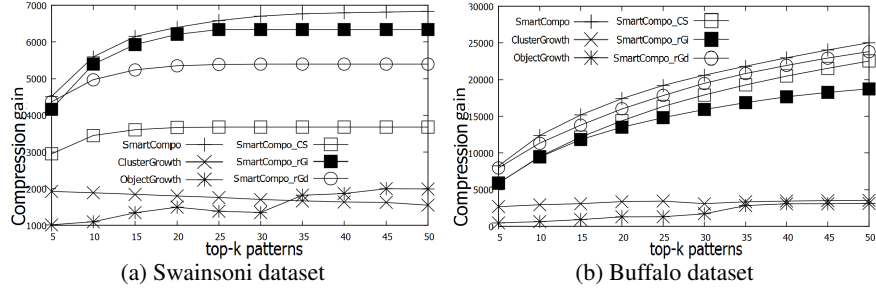 7000
6000
5000
4000
3000
2000
1000
Compression gain
SmartCompo
ClusterGrowth
ObjectGrowth
SmartCompo_CS
SmartCompo_rGi
SmartCompo_rGd
5 10 15 20 25 30 35 40 45 50
top-k patterns
(a) Swainsoni dataset
30000
25000
20000
15000
10000
5000
0
Compression gain
SmartCompo
ClusterGrowth
ObjectGrowth
SmartCompo_CS
SmartCompo_rGi
SmartCompo_rGd
5 10 15 20 25 30 35 40 45 50
top-k patterns
(b) Buffalo dataset